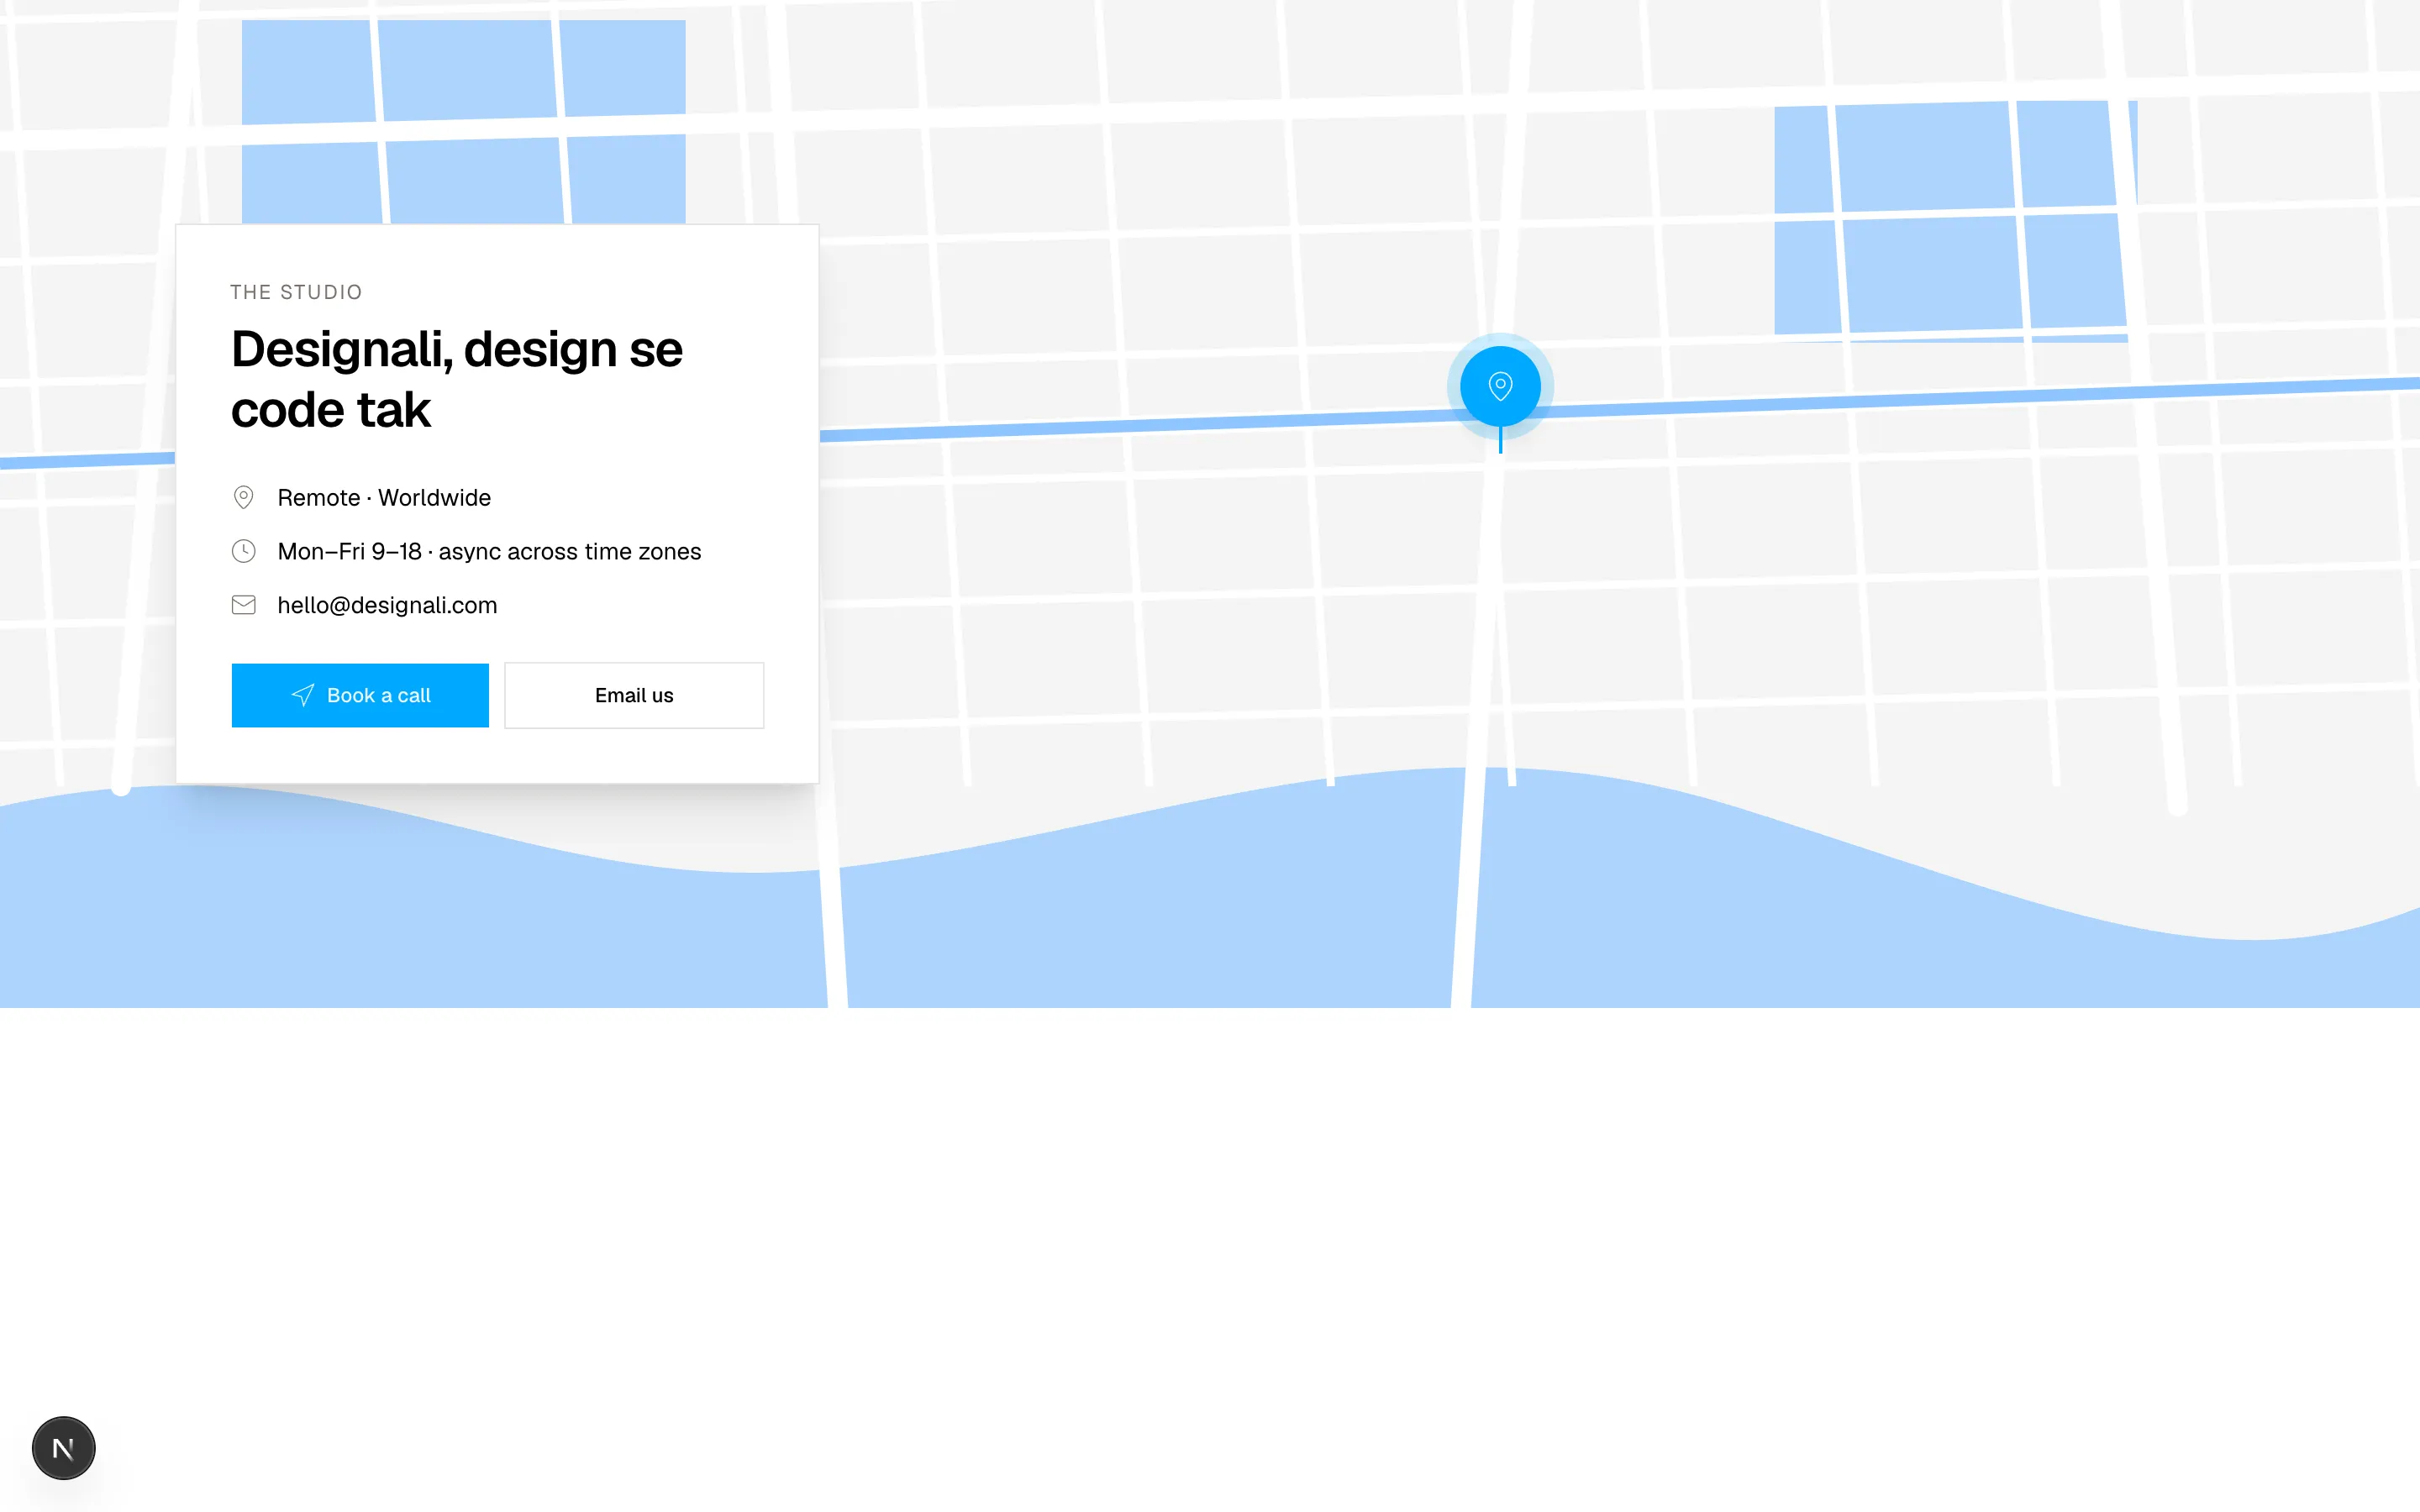 THE STUDIO
Designali, design se
code tak
Remote · Worldwide
Mon–Fri 9–18 · async across time zones
hello@designali.com
Book a call
Email us
N